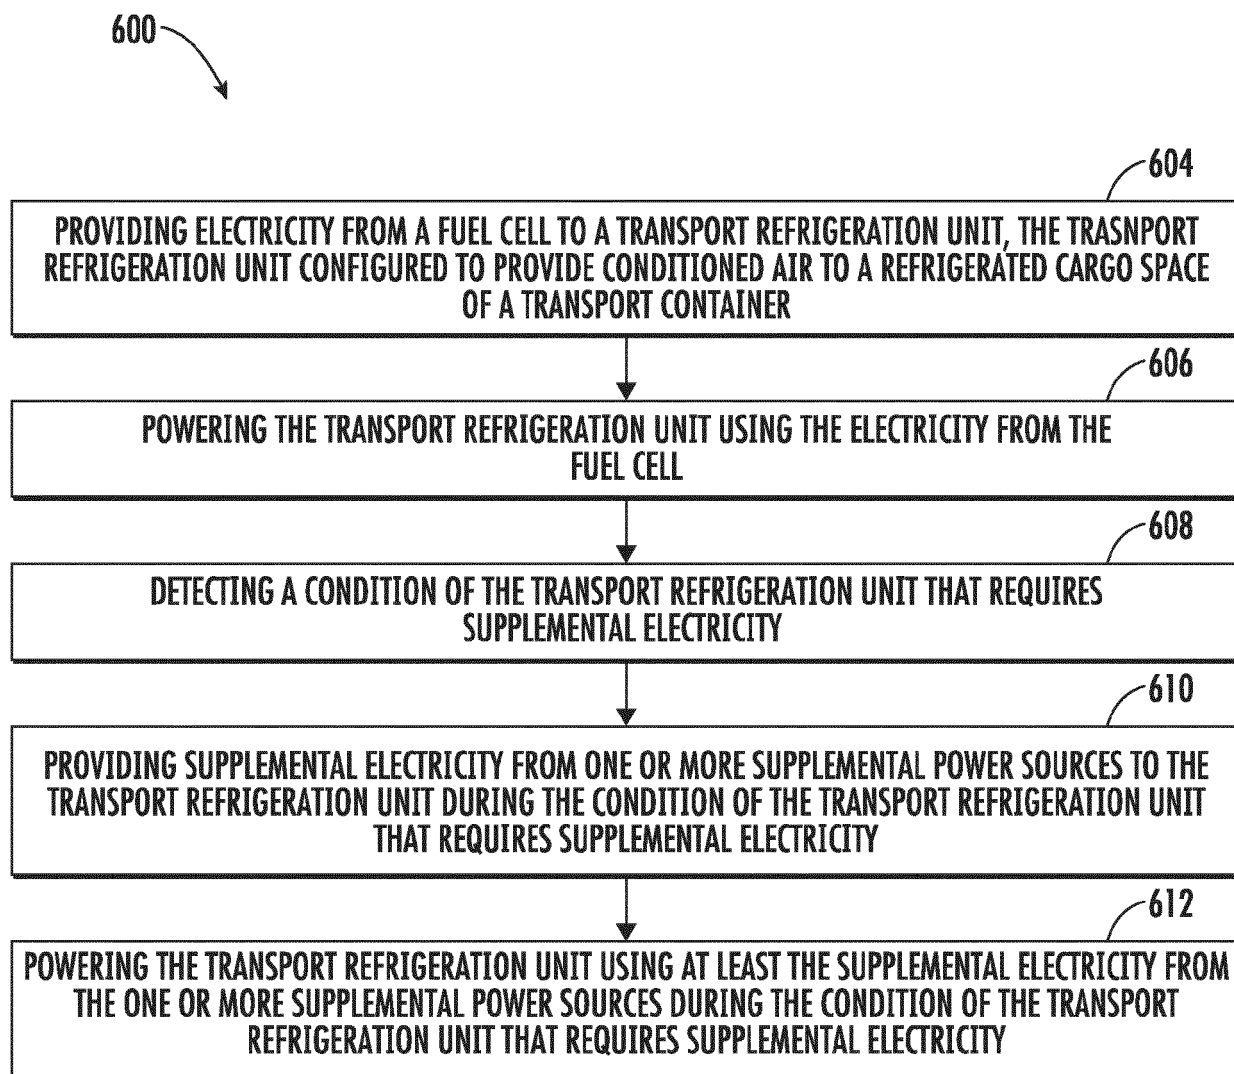 600
604
PROVIDING ELECTRICITY FROM A FUEL CELL TO A TRANSPORT REFRIGERATION UNIT, THE TRASNPORT
REFRIGERATION UNIT CONFIGURED TO PROVIDE CONDITIONED AIR TO A REFRIGERATED CARGO SPACE
OF A TRANSPORT CONTAINER
606
POWERING THE TRANSPORT REFRIGERATION UNIT USING THE ELECTRICITY FROM THE
FUEL CELL
608
DETECTING A CONDITION OF THE TRANSPORT REFRIGERATION UNIT THAT REQUIRES
SUPPLEMENTAL ELECTRICITY
610
PROVIDING SUPPLEMENTAL ELECTRICITY FROM ONE OR MORE SUPPLEMENTAL POWER SOURCES TO THE
TRANSPORT REFRIGERATION UNIT DURING THE CONDITION OF THE TRANSPORT REFRIGERATION UNIT
THAT REQUIRES SUPPLEMENTAL ELECTRICITY
612
POWERING THE TRANSPORT REFRIGERATION UNIT USING AT LEAST THE SUPPLEMENTAL ELECTRICITY FROM
THE ONE OR MORE SUPPLEMENTAL POWER SOURCES DURING THE CONDITION OF THE TRANSPORT
REFRIGERATION UNIT THAT REQUIRES SUPPLEMENTAL ELECTRICITY